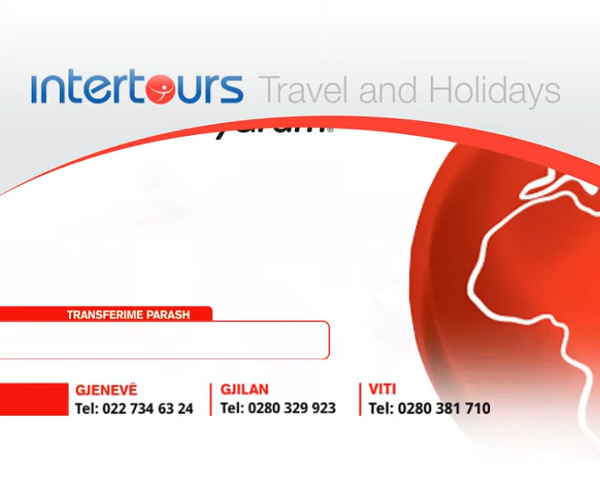 intertours Travel and Holidays
TRANSFERIME PARASH
GJENEVË GJILAN VITI
Tel: 022 734 63 24 Tel: 0280 329 923 Tel: 0280 381 710